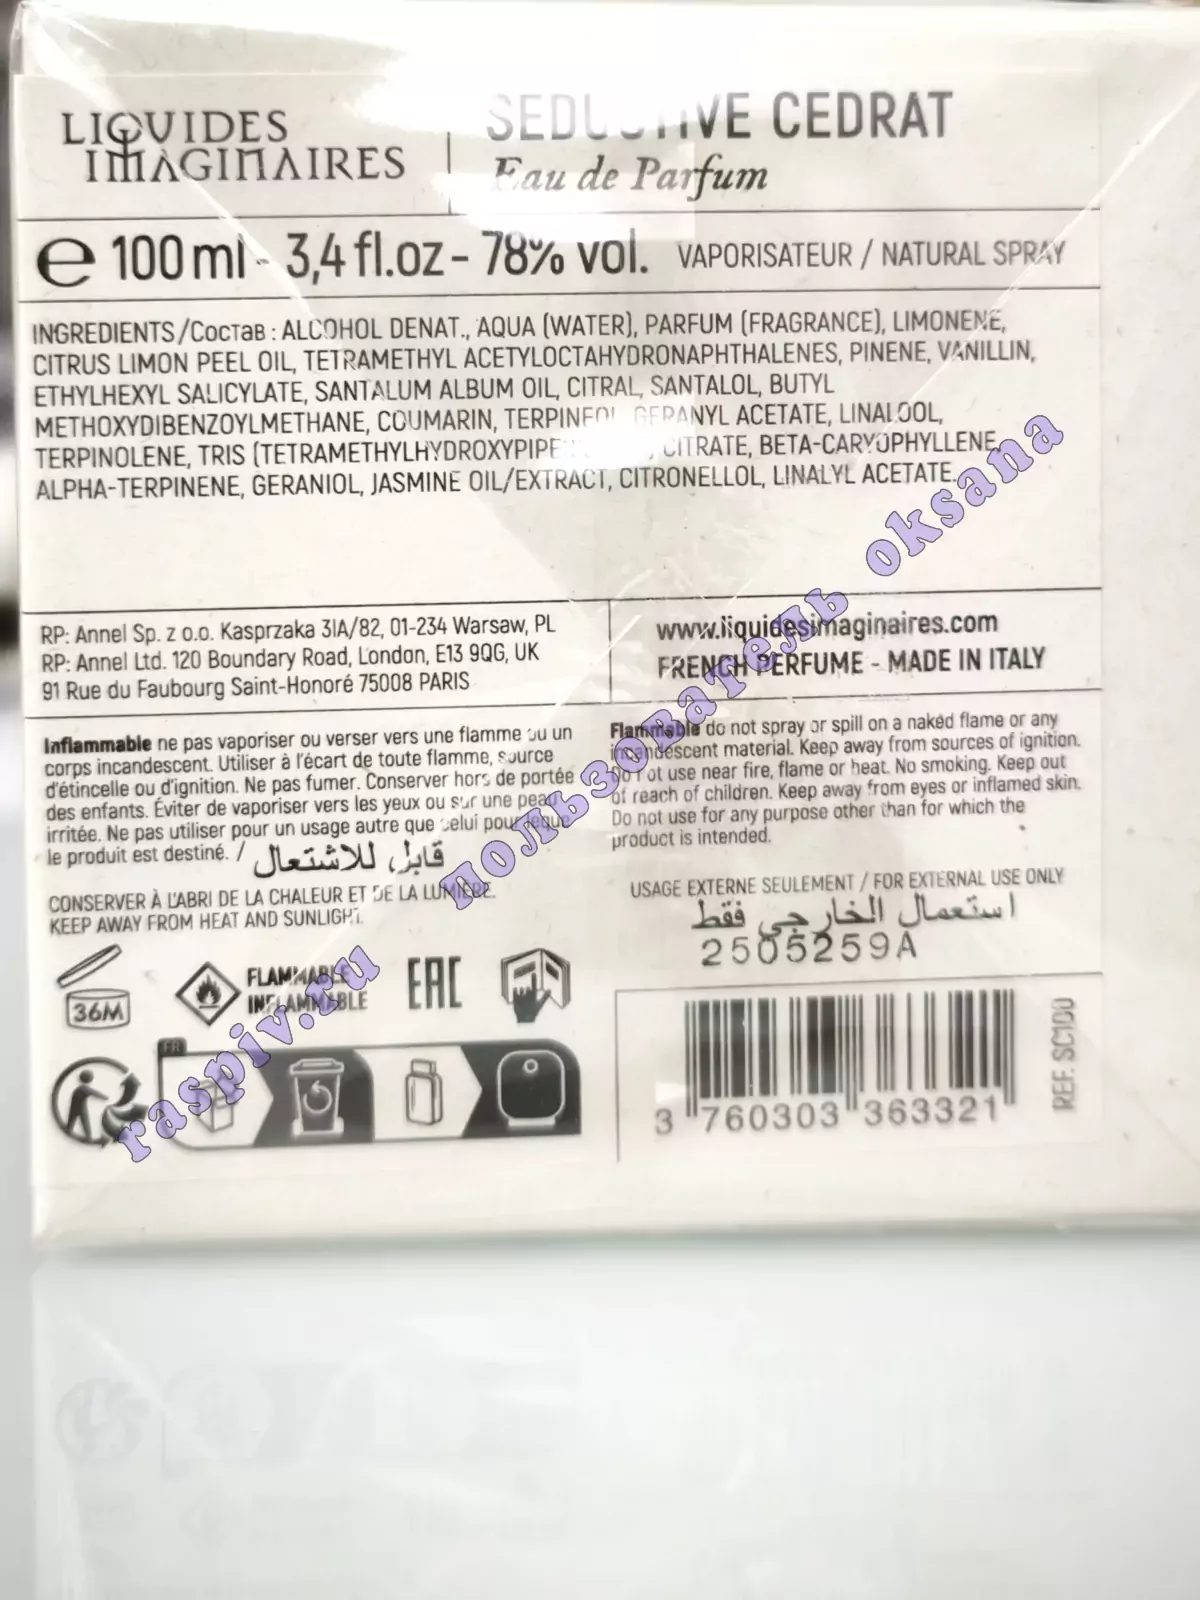 LIQUIDES
IMAGINAIRES
SEDUCTIVE CEDRAT
Eau de Parfum
℮ 100 ml - 3,4 fl.oz - 78% vol. VAPORISATEUR / NATURAL SPRAY
INGREDIENTS/Состав : ALCOHOL DENAT., AQUA (WATER), PARFUM (FRAGRANCE), LIMONENE,
CITRUS LIMON PEEL OIL, TETRAMETHYL ACETYLOCTAHYDRONAPHTHALENES, PINENE, VANILLIN,
ETHYLHEXYL SALICYLATE, SANTALUM ALBUM OIL, CITRAL, SANTALOL, BUTYL
METHOXYDIBENZOYLMETHANE, COUMARIN, TERPINEOL, GERANYL ACETATE, LINALOOL,
TERPINOLENE, TRIS (TETRAMETHYLHYDROXYPIPE CITRATE, BETA-CARYOPHYLLENE,
ALPHA-TERPINENE, GERANIOL, JASMINE OIL/EXTRACT, CITRONELLOL, LINALYL ACETATE.
RP: Annel Sp. z o.o. Kasprzaka 31A/82, 01-234 Warsaw, PL
RP: Annel Ltd. 120 Boundary Road, London, E13 9QG, UK
91 Rue du Faubourg Saint-Honoré 75008 PARIS
www.liquidesimaginaires.com
FRENCH PERFUME - MADE IN ITALY
Inflammable ne pas vaporiser ou verser vers une flamme ou un
corps incandescent. Utiliser à l'écart de toute flamme, source
d'étincelle ou d'ignition. Ne pas fumer. Conserver hors de portée
des enfants. Éviter de vaporiser vers les yeux ou sur une peau
irritée. Ne pas utiliser pour un usage autre que celui pour lequel
le produit est destiné. / قابل للاشتعال
CONSERVER À L'ABRI DE LA CHALEUR ET DE LA LUMIÈRE.
KEEP AWAY FROM HEAT AND SUNLIGHT.
Flammable do not spray or spill on a naked flame or any
incandescent material. Keep away from sources of ignition.
Do not use near fire, flame or heat. No smoking. Keep out
of reach of children. Keep away from eyes or inflamed skin.
Do not use for any purpose other than for which the
product is intended.
USAGE EXTERNE SEULEMENT / FOR EXTERNAL USE ONLY
استعمال الخارجي فقط
2505259A
36M
FLAMMABLE
INFLAMMABLE
EAC
FR
3 760303 363321
REF. SC100
raspiv.ru пользователь oksana